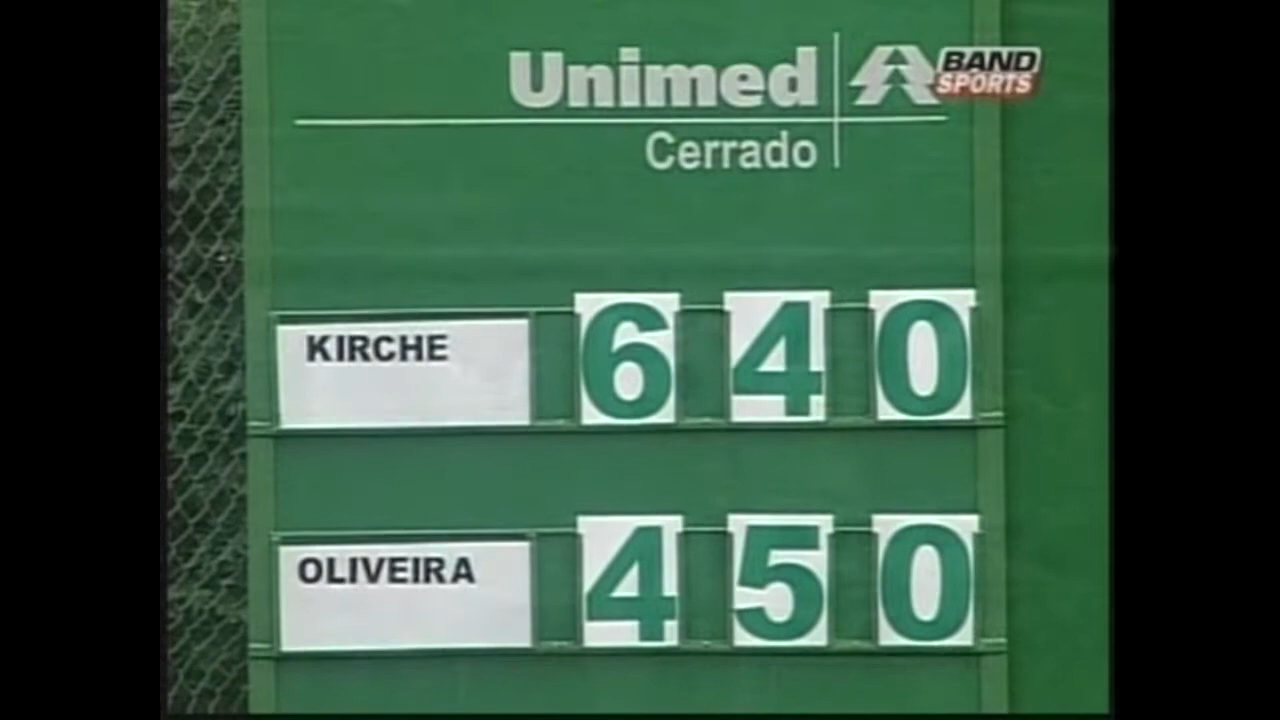 Unimed
BAND
SPORTS
Cerrado
KIRCHE 6 4 0
OLIVEIRA 4 5 0